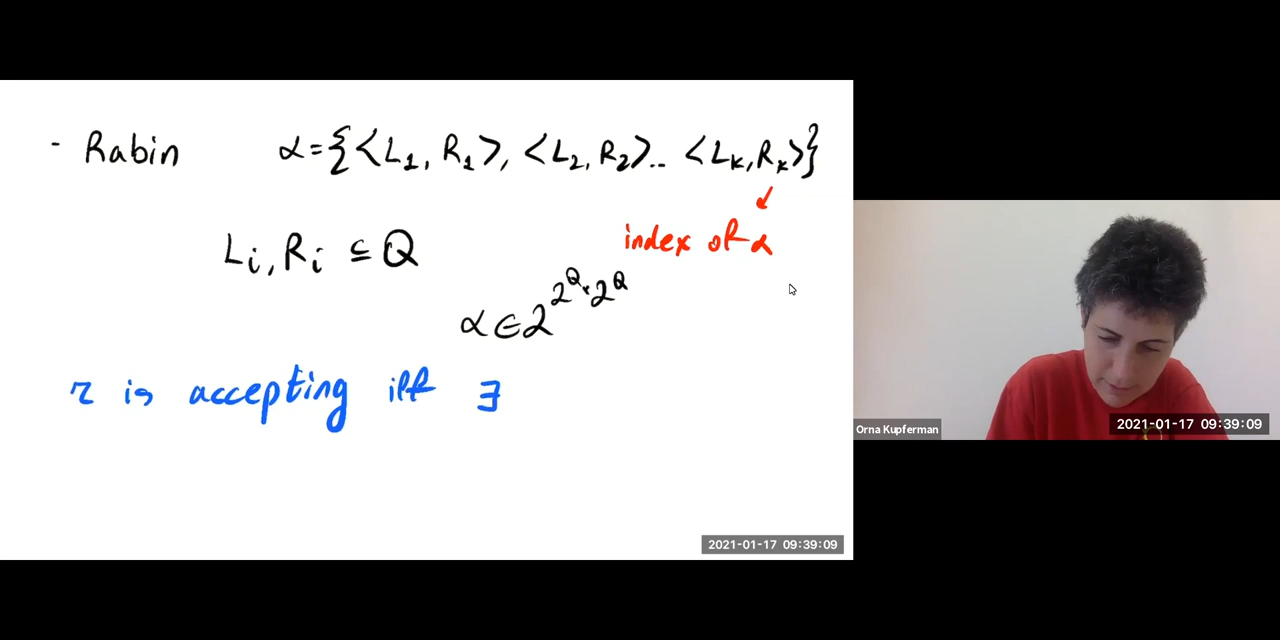 - Rabin α={<L₁, R₁>, <L₂, R₂>.. <Lₖ, Rₖ>}
↙
index of α
Lᵢ, Rᵢ ⊆ Q
α ∈ 2^(2^Q × 2^Q)
r is accepting iff ∃
Orna Kupferman
2021-01-17 09:39:09
2021-01-17 09:39:09